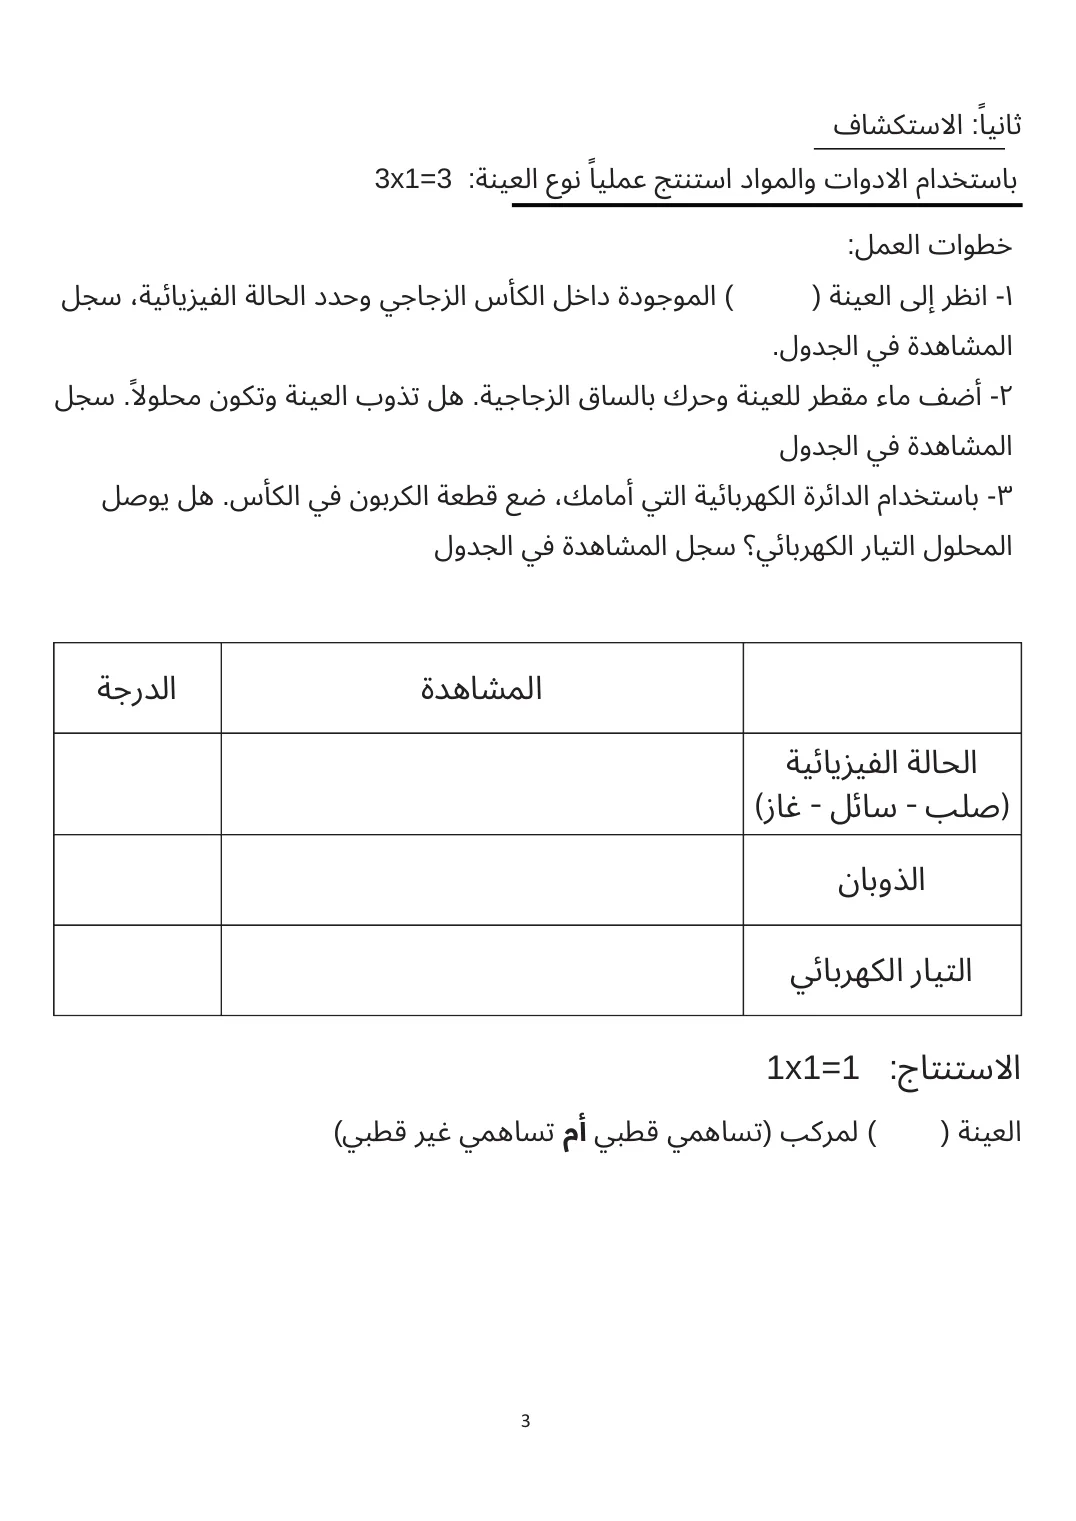 ثانياً: الاستكشاف
باستخدام الادوات والمواد استنتج عملياً نوع العينة: 3x1=3
خطوات العمل:
١- انظر إلى العينة (          ) الموجودة داخل الكأس الزجاجي وحدد الحالة الفيزيائية، سجل
المشاهدة في الجدول.
٢- أضف ماء مقطر للعينة وحرك بالساق الزجاجية. هل تذوب العينة وتكون محلولاً. سجل
المشاهدة في الجدول
٣- باستخدام الدائرة الكهربائية التي أمامك، ضع قطعة الكربون في الكأس. هل يوصل
المحلول التيار الكهربائي؟ سجل المشاهدة في الجدول
المشاهدة الدرجة
الحالة الفيزيائية
(صلب - سائل - غاز)
الذوبان
التيار الكهربائي
الاستنتاج: 1x1=1
العينة (        ) لمركب (تساهمي قطبي أم تساهمي غير قطبي)
3